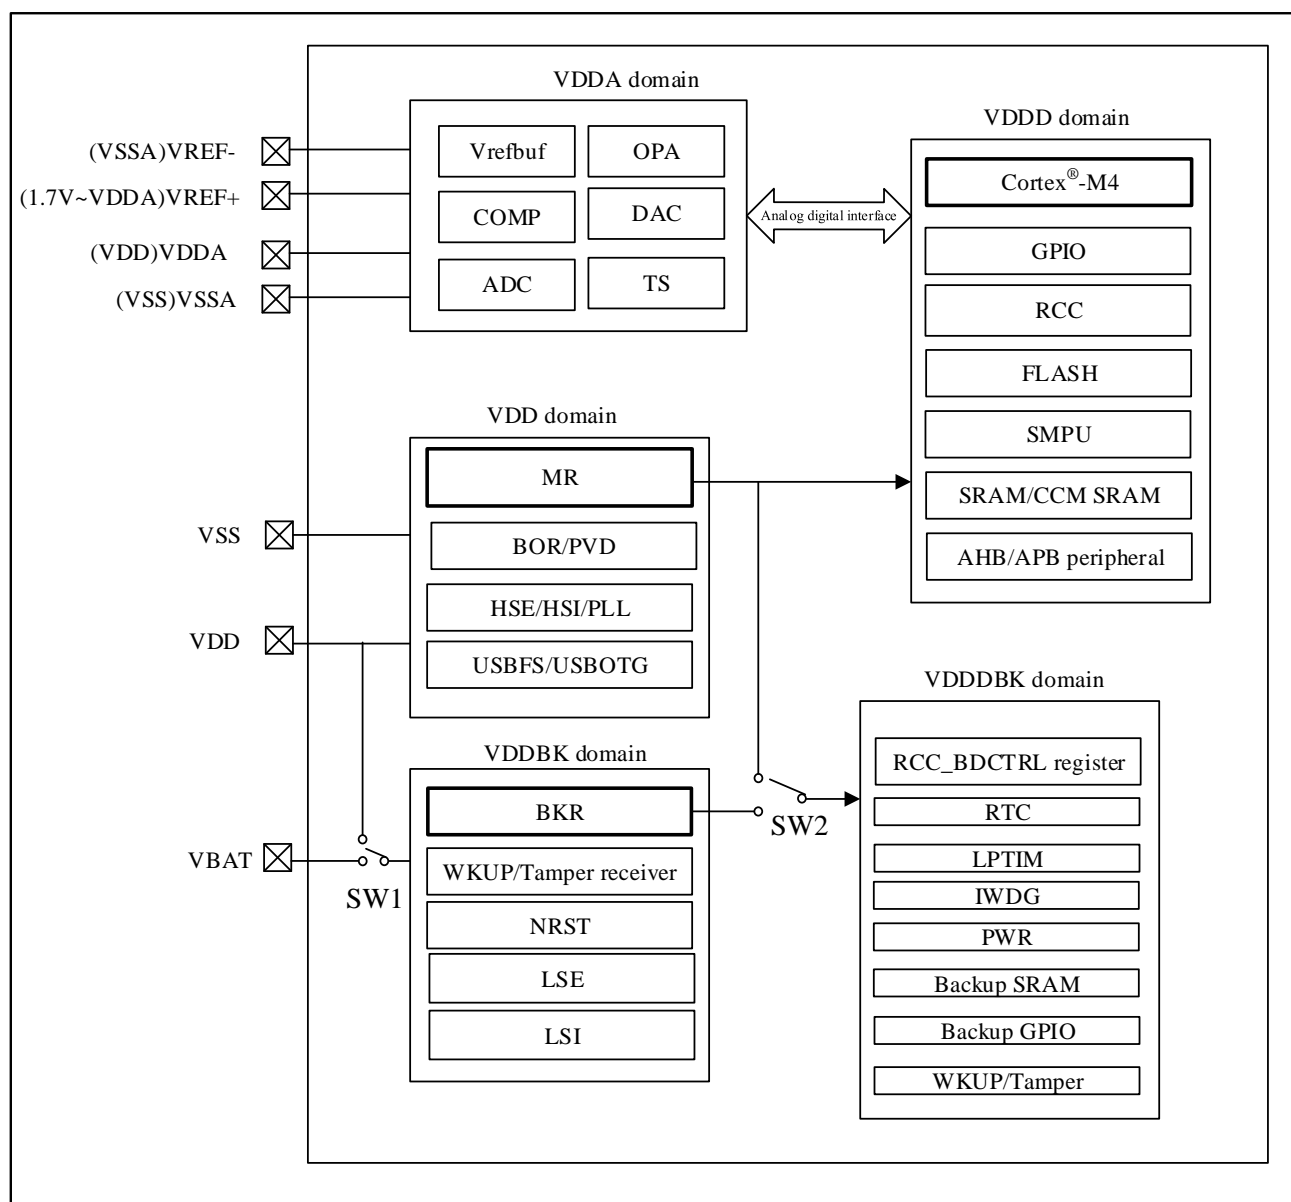 VDDA domain
(VSSA)VREF-
(1.7V~VDDA)VREF+
(VDD)VDDA
(VSS)VSSA
Vrefbuf
OPA
COMP
DAC
ADC
TS
Analog digital interface
VDDD domain
Cortex®-M4
GPIO
RCC
FLASH
SMPU
SRAM/CCM SRAM
AHB/APB peripheral
VDD domain
MR
BOR/PVD
HSE/HSI/PLL
USBFS/USBOTG
VSS
VDD
VDDBK domain
BKR
WKUP/Tamper receiver
NRST
LSE
LSI
VBAT
SW1
SW2
VDDDBK domain
RCC_BDCTRL register
RTC
LPTIM
IWDG
PWR
Backup SRAM
Backup GPIO
WKUP/Tamper